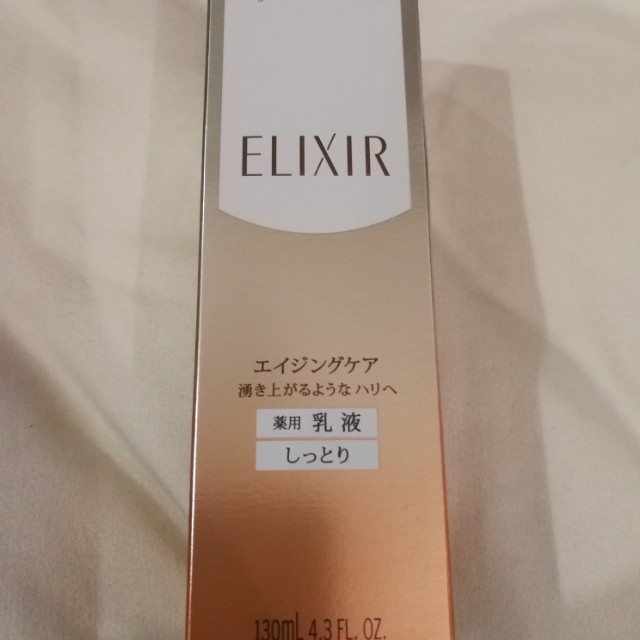 ELIXIR
エイジングケア
湧き上がるような ハリへ
薬用 乳液
しっとり
130mL 4.3 FL. OZ.